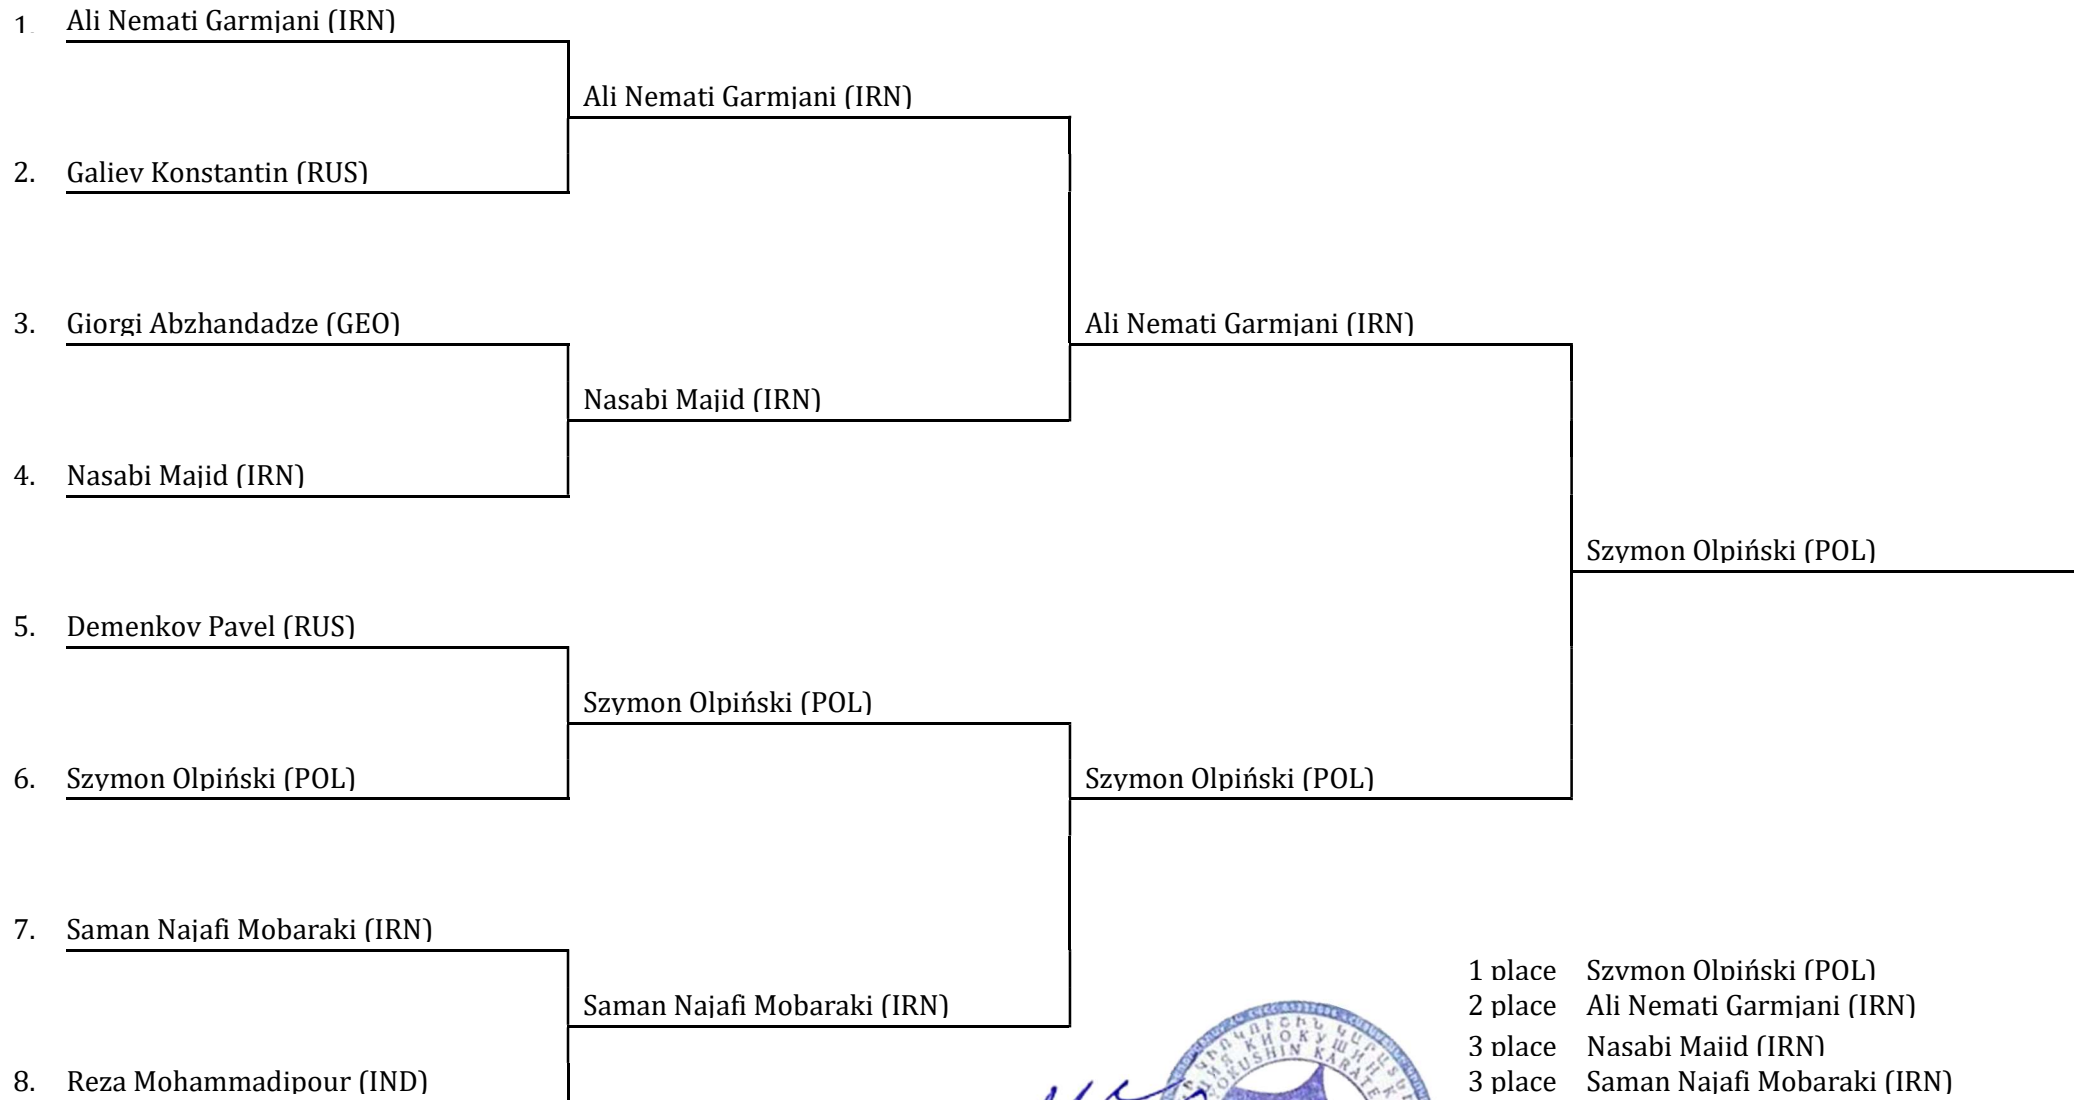 1. Ali Nemati Garmjani (IRN)
Ali Nemati Garmjani (IRN)
2. Galiev Konstantin (RUS)
3. Giorgi Abzhandadze (GEO)
Ali Nemati Garmjani (IRN)
Nasabi Majid (IRN)
4. Nasabi Majid (IRN)
Szymon Olpiński (POL)
5. Demenkov Pavel (RUS)
Szymon Olpiński (POL)
6. Szymon Olpiński (POL)
Szymon Olpiński (POL)
7. Saman Najafi Mobaraki (IRN)
Saman Najafi Mobaraki (IRN)
8. Reza Mohammadipour (IND)
1 place Szymon Olpiński (POL)
2 place Ali Nemati Garmjani (IRN)
3 place Nasabi Majid (IRN)
3 place Saman Najafi Mobaraki (IRN)
ԿԱՐԱՏԵ
КИОКУШИН
KARATE